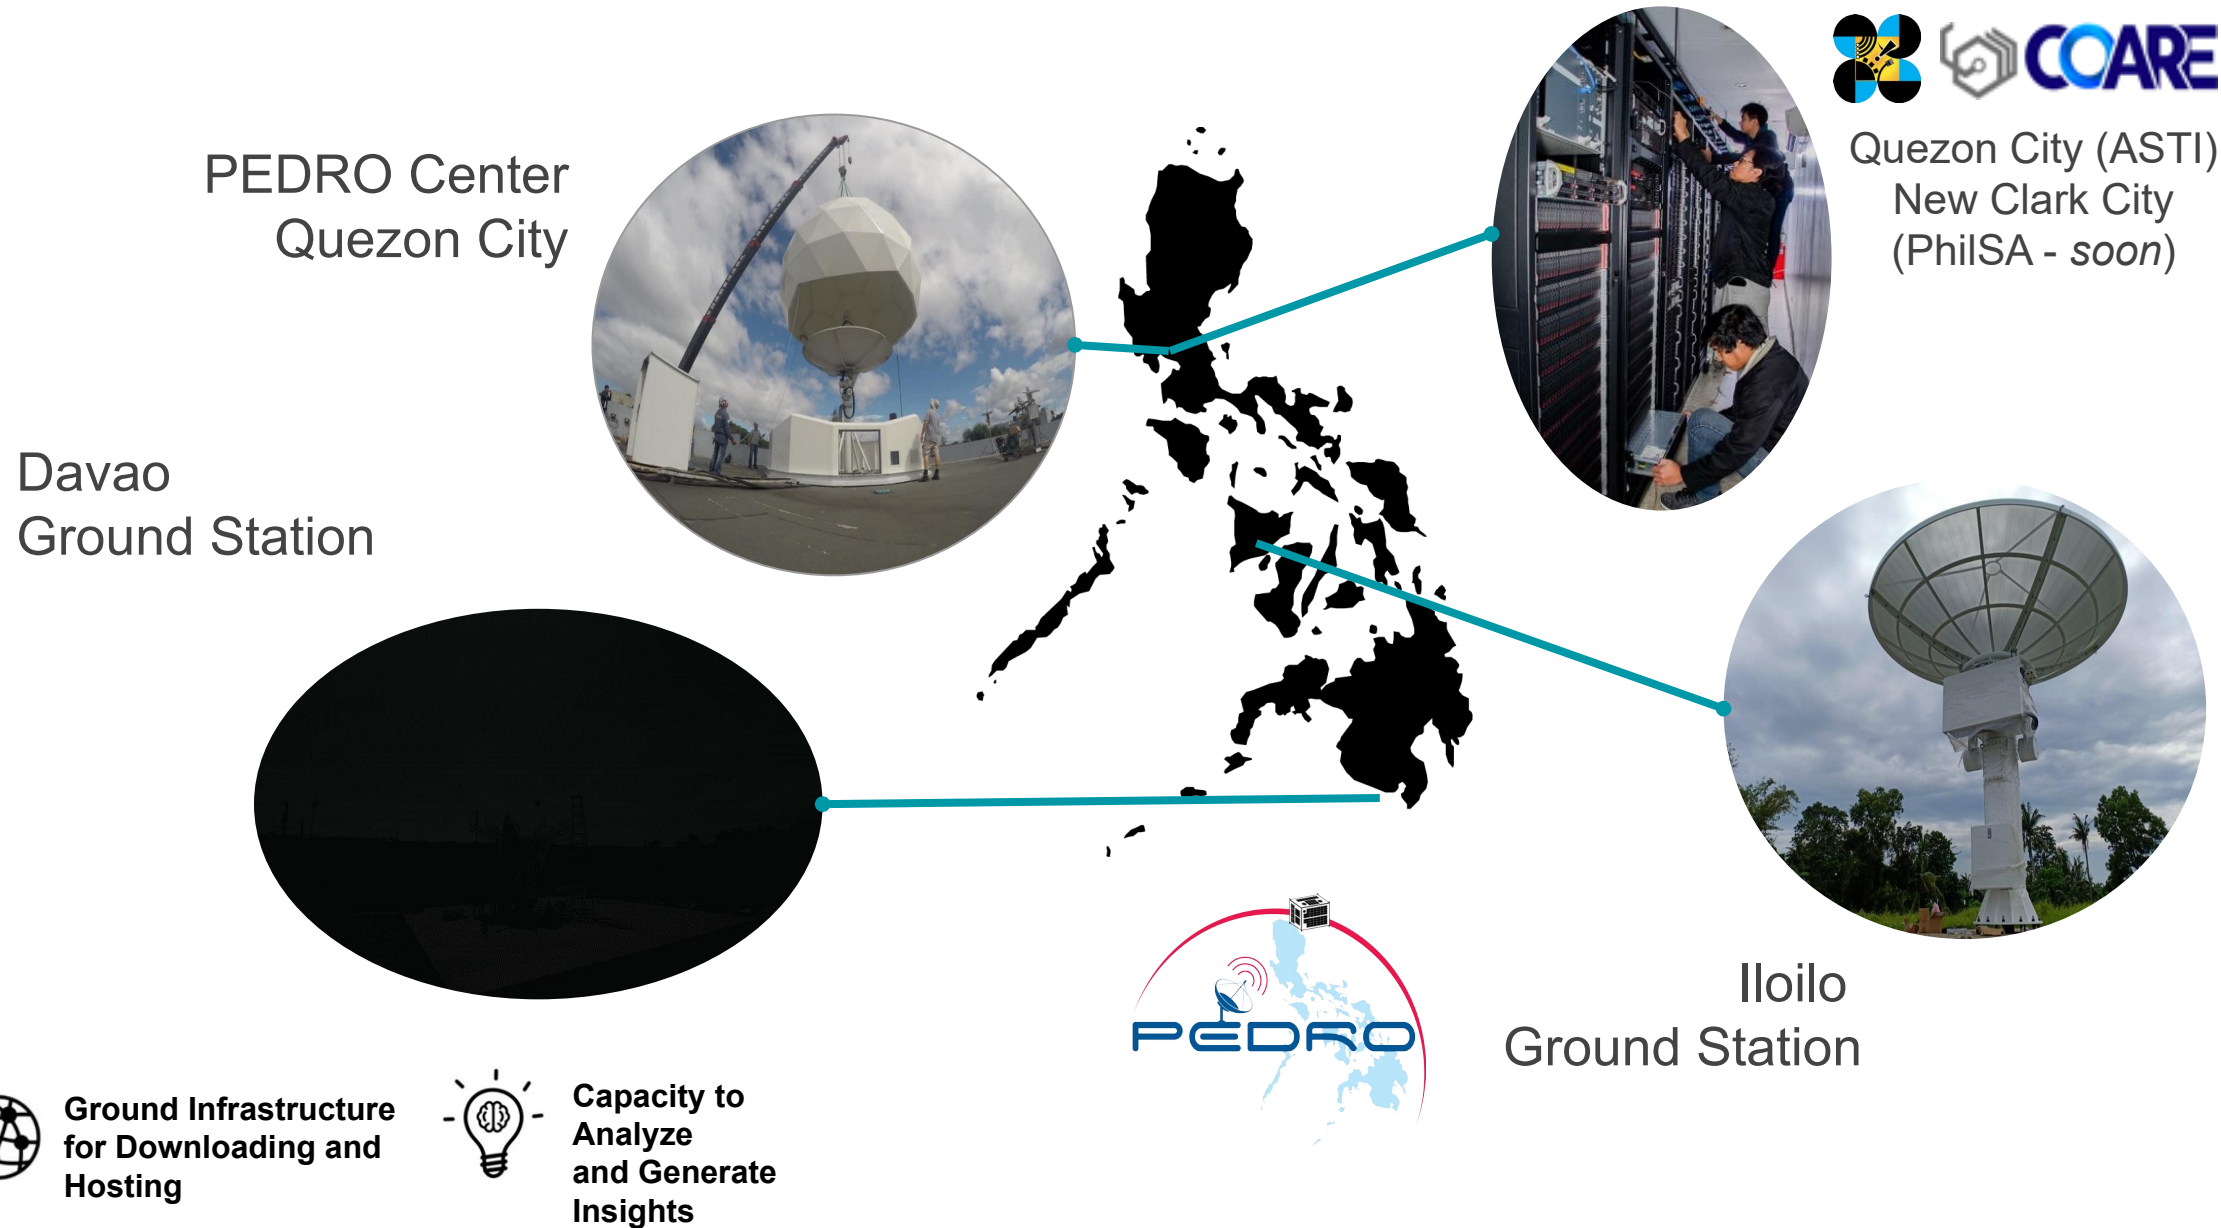 COARE
PEDRO Center
Quezon City
Quezon City (ASTI)
New Clark City
(PhilSA - soon)
Davao
Ground Station
PEDRO
Iloilo
Ground Station
Ground Infrastructure
for Downloading and
Hosting
Capacity to
Analyze
and Generate
Insights